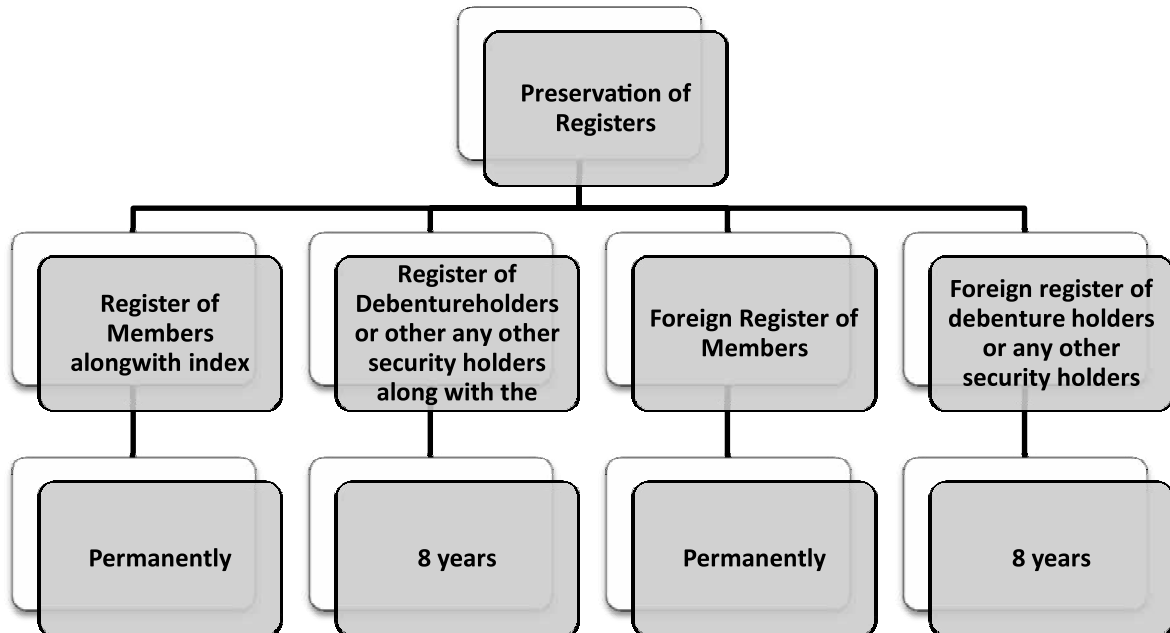 Preservation of
Registers
Register of
Members
alongwith index
Register of
Debentureholders
or other any other
security holders
along with the
Foreign Register of
Members
Foreign register of
debenture holders
or any other
security holders
Permanently
8 years
Permanently
8 years